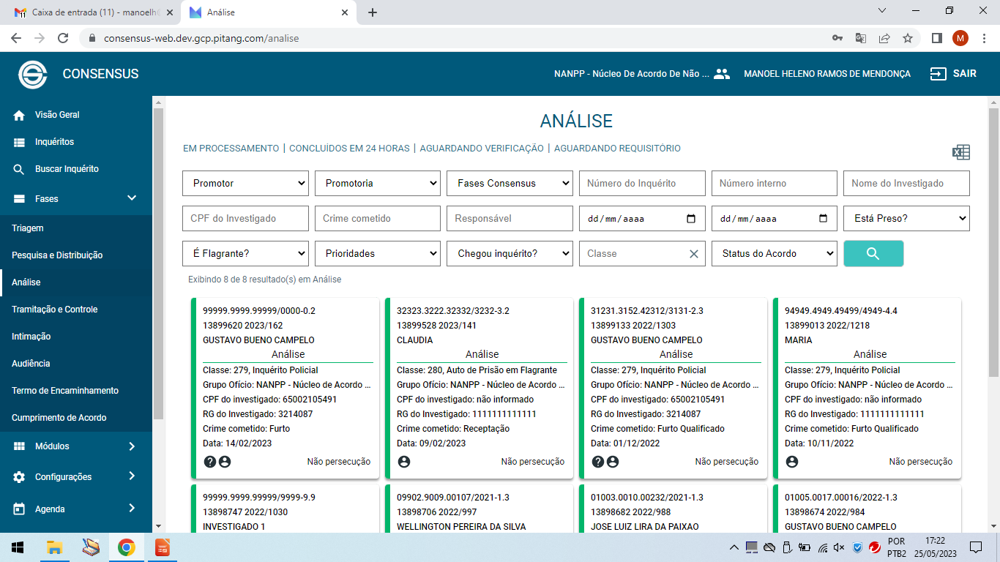 Caixa de entrada (11) - manoelh
Análise
consensus-web.dev.gcp.pitang.com/analise
M
CONSENSUS
NANPP - Núcleo De Acordo De Não ...
MANOEL HELENO RAMOS DE MENDONÇA
SAIR
Visão Geral
Inquéritos
Buscar Inquérito
Fases
Triagem
Pesquisa e Distribuição
Análise
Tramitação e Controle
Intimação
Audiência
Termo de Encaminhamento
Cumprimento de Acordo
Módulos
Configurações
Agenda
ANÁLISE
EM PROCESSAMENTO | CONCLUÍDOS EM 24 HORAS | AGUARDANDO VERIFICAÇÃO | AGUARDANDO REQUISITÓRIO
Promotor
Promotoria
Fases Consensus
Número do Inquérito
Número interno
Nome do Investigado
CPF do Investigado
Crime cometido
Responsável
dd/mm/aaaa
dd/mm/aaaa
Está Preso?
É Flagrante?
Prioridades
Chegou inquérito?
Classe
Status do Acordo
Exibindo 8 de 8 resultado(s) em Análise
99999.9999.99999/0000-0.2
13899620 2023/162
GUSTAVO BUENO CAMPELO
Análise
Classe: 279, Inquérito Policial
Grupo Ofício: NANPP - Núcleo de Acordo ...
CPF do investigado: 65002105491
RG do Investigado: 3214087
Crime cometido: Furto
Data: 14/02/2023
Não persecução
32323.3222.32332/3232-3.2
13899528 2023/141
CLAUDIA
Análise
Classe: 280, Auto de Prisão em Flagrante
Grupo Ofício: NANPP - Núcleo de Acordo ...
CPF do investigado: não informado
RG do Investigado: 1111111111111
Crime cometido: Receptação
Data: 09/02/2023
Não persecução
31231.3152.42312/3131-2.3
13899133 2022/1303
GUSTAVO BUENO CAMPELO
Análise
Classe: 279, Inquérito Policial
Grupo Ofício: NANPP - Núcleo de Acordo ...
CPF do investigado: 65002105491
RG do Investigado: 3214087
Crime cometido: Furto Qualificado
Data: 01/12/2022
Não persecução
94949.4949.49499/4949-4.4
13899013 2022/1218
MARIA
Análise
Classe: 279, Inquérito Policial
Grupo Ofício: NANPP - Núcleo de Acordo ...
CPF do investigado: não informado
RG do Investigado: 1111111111111
Crime cometido: Furto Qualificado
Data: 10/11/2022
Não persecução
99999.9999.99999/9999-9.9
13898747 2022/1030
INVESTIGADO 1
09902.9009.00107/2021-1.3
13898706 2022/997
WELLINGTON PEREIRA DA SILVA
01003.0010.00232/2021-1.3
13898682 2022/988
JOSE LUIZ LIRA DA PAIXAO
01005.0017.00016/2022-1.3
13898674 2022/984
GUSTAVO BUENO CAMPELO
POR
PTB2
17:22
25/05/2023